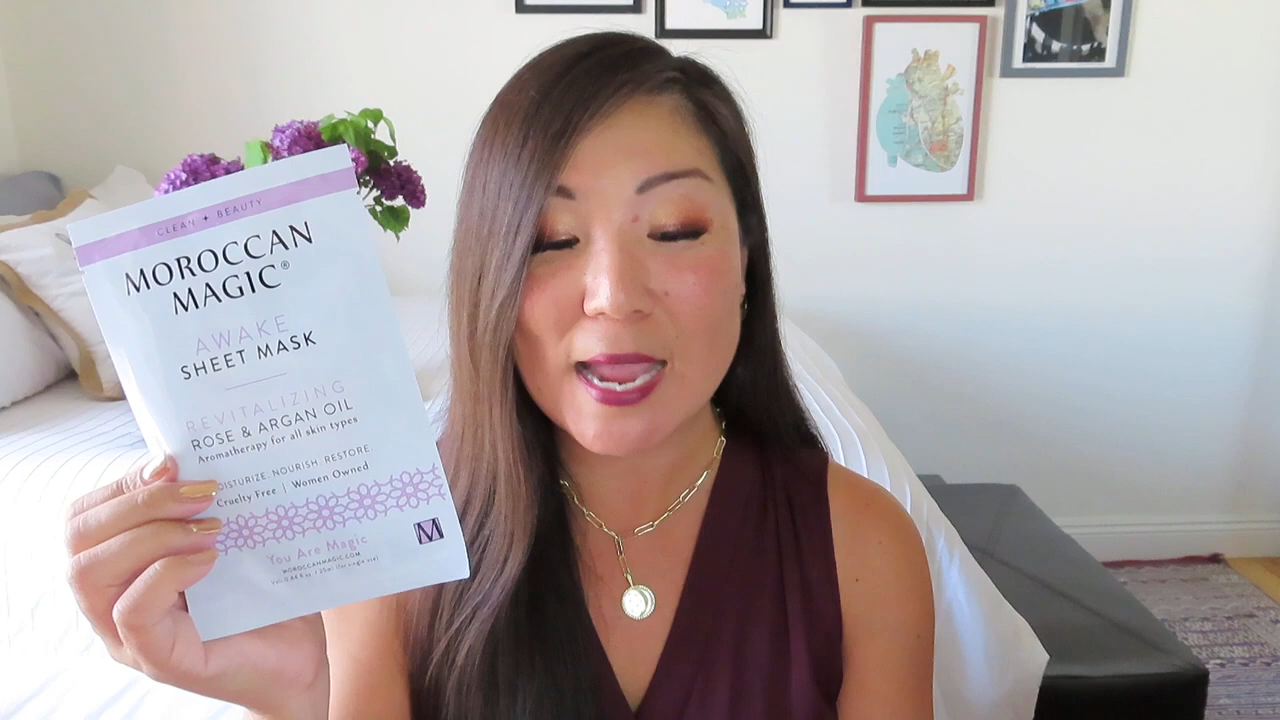 CLEAN + BEAUTY
MOROCCAN
MAGIC®
AWAKE
SHEET MASK
REVITALIZING
ROSE & ARGAN OIL
Aromatherapy for all skin types
MOISTURIZE. NOURISH. RESTORE
Cruelty Free | Women Owned
M
You Are Magic
MOROCCANMAGIC.COM